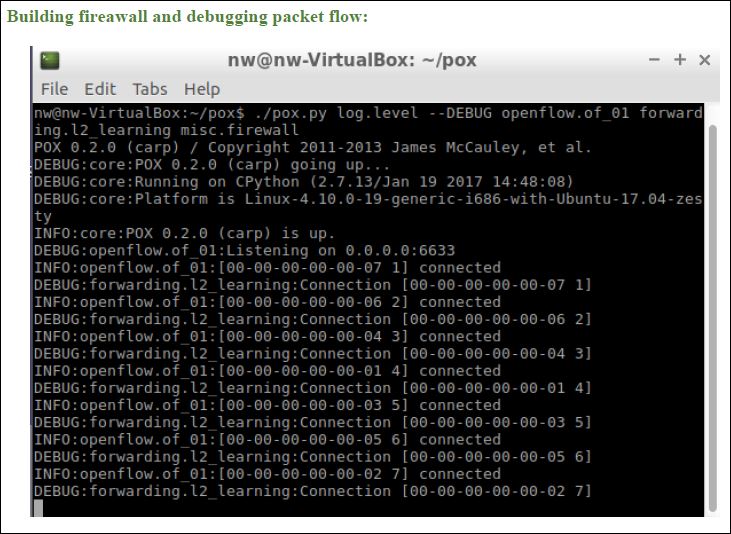 Building fireawall and debugging packet flow:
nw@nw-VirtualBox: ~/pox
File Edit Tabs Help
nw@nw-VirtualBox:~/pox$ ./pox.py log.level --DEBUG openflow.of_01 forward
ing.l2_learning misc.firewall
POX 0.2.0 (carp) / Copyright 2011-2013 James McCauley, et al.
DEBUG:core:POX 0.2.0 (carp) going up...
DEBUG:core:Running on CPython (2.7.13/Jan 19 2017 14:48:08)
DEBUG:core:Platform is Linux-4.10.0-19-generic-i686-with-Ubuntu-17.04-zes
ty
INFO:core:POX 0.2.0 (carp) is up.
DEBUG:openflow.of_01:Listening on 0.0.0.0:6633
INFO:openflow.of_01:[00-00-00-00-00-07 1] connected
DEBUG:forwarding.l2_learning:Connection [00-00-00-00-00-07 1]
INFO:openflow.of_01:[00-00-00-00-00-06 2] connected
DEBUG:forwarding.l2_learning:Connection [00-00-00-00-00-06 2]
INFO:openflow.of_01:[00-00-00-00-00-04 3] connected
DEBUG:forwarding.l2_learning:Connection [00-00-00-00-00-04 3]
INFO:openflow.of_01:[00-00-00-00-00-01 4] connected
DEBUG:forwarding.l2_learning:Connection [00-00-00-00-00-01 4]
INFO:openflow.of_01:[00-00-00-00-00-03 5] connected
DEBUG:forwarding.l2_learning:Connection [00-00-00-00-00-03 5]
INFO:openflow.of_01:[00-00-00-00-00-05 6] connected
DEBUG:forwarding.l2_learning:Connection [00-00-00-00-00-05 6]
INFO:openflow.of_01:[00-00-00-00-00-02 7] connected
DEBUG:forwarding.l2_learning:Connection [00-00-00-00-00-02 7]